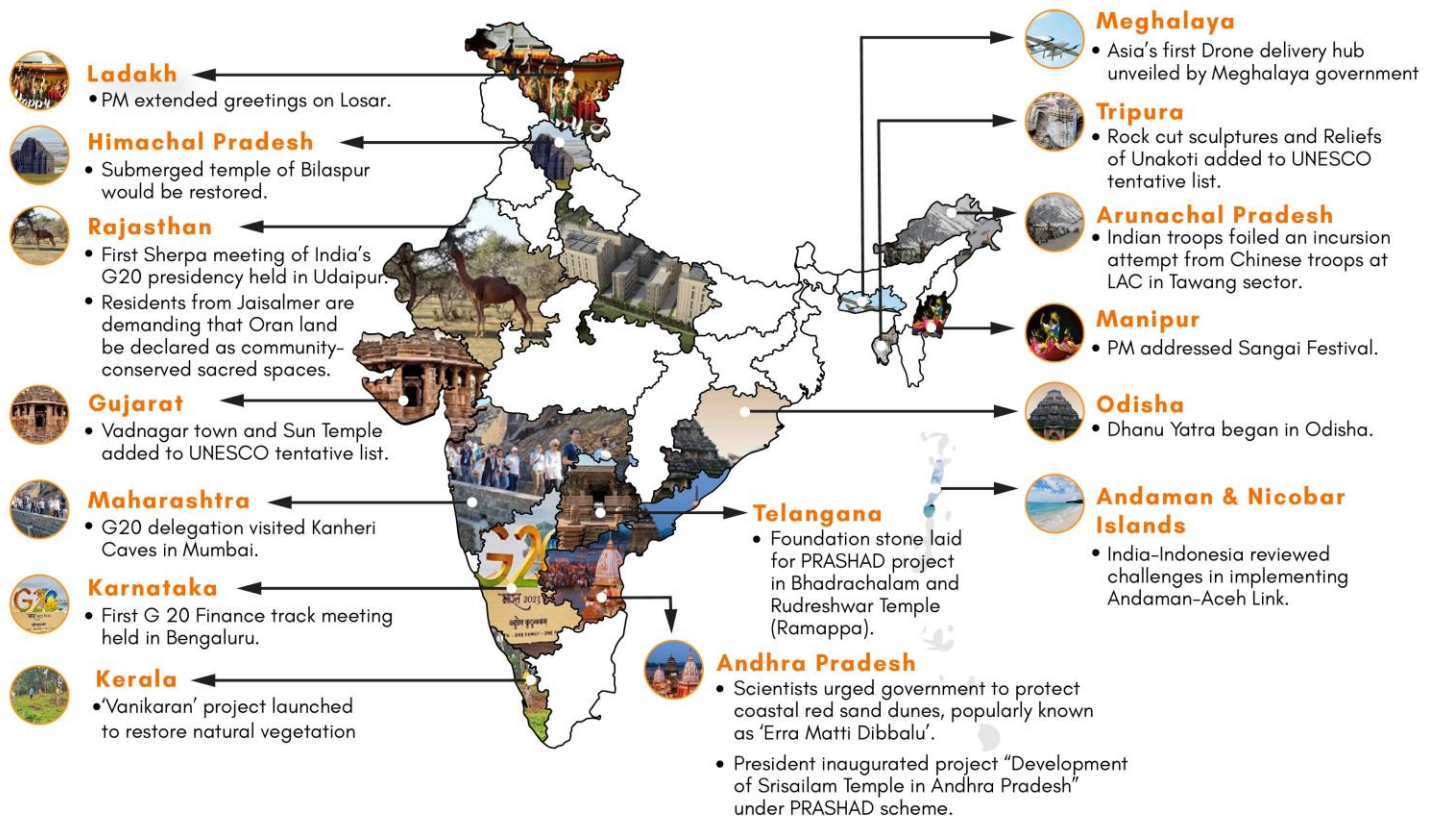 Ladakh
• PM extended greetings on Losar.
Himachal Pradesh
• Submerged temple of Bilaspur
would be restored.
Rajasthan
• First Sherpa meeting of India's
G20 presidency held in Udaipur.
• Residents from Jaisalmer are
demanding that Oran land
be declared as community-
conserved sacred spaces.
Gujarat
• Vadnagar town and Sun Temple
added to UNESCO tentative list.
Maharashtra
• G20 delegation visited Kanheri
Caves in Mumbai.
Karnataka
• First G 20 Finance track meeting
held in Bengaluru.
Kerala
• 'Vanikaran' project launched
to restore natural vegetation
G20
भारत 2023
वसुधैव कुटुम्बकम्
Telangana
• Foundation stone laid
for PRASHAD project
in Bhadrachalam and
Rudreshwar Temple
(Ramappa).
Andhra Pradesh
• Scientists urged government to protect
coastal red sand dunes, popularly known
as 'Erra Matti Dibbalu'.
• President inaugurated project "Development
of Srisailam Temple in Andhra Pradesh"
under PRASHAD scheme.
Meghalaya
• Asia's first Drone delivery hub
unveiled by Meghalaya government
Tripura
• Rock cut sculptures and Reliefs
of Unakoti added to UNESCO
tentative list.
Arunachal Pradesh
• Indian troops foiled an incursion
attempt from Chinese troops at
LAC in Tawang sector.
Manipur
• PM addressed Sangai Festival.
Odisha
• Dhanu Yatra began in Odisha.
Andaman & Nicobar
Islands
• India-Indonesia reviewed
challenges in implementing
Andaman-Aceh Link.